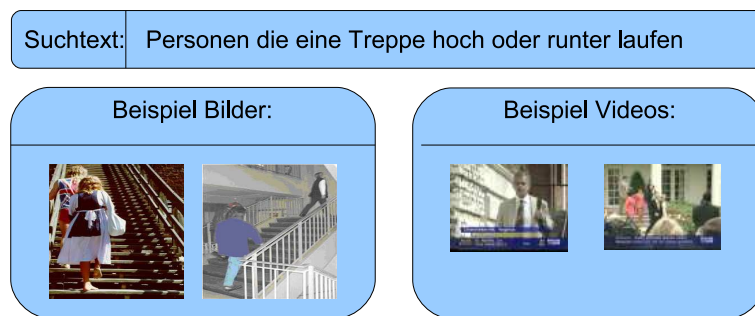 Suchtext: Personen die eine Treppe hoch oder runter laufen
Beispiel Bilder:
Beispiel Videos: